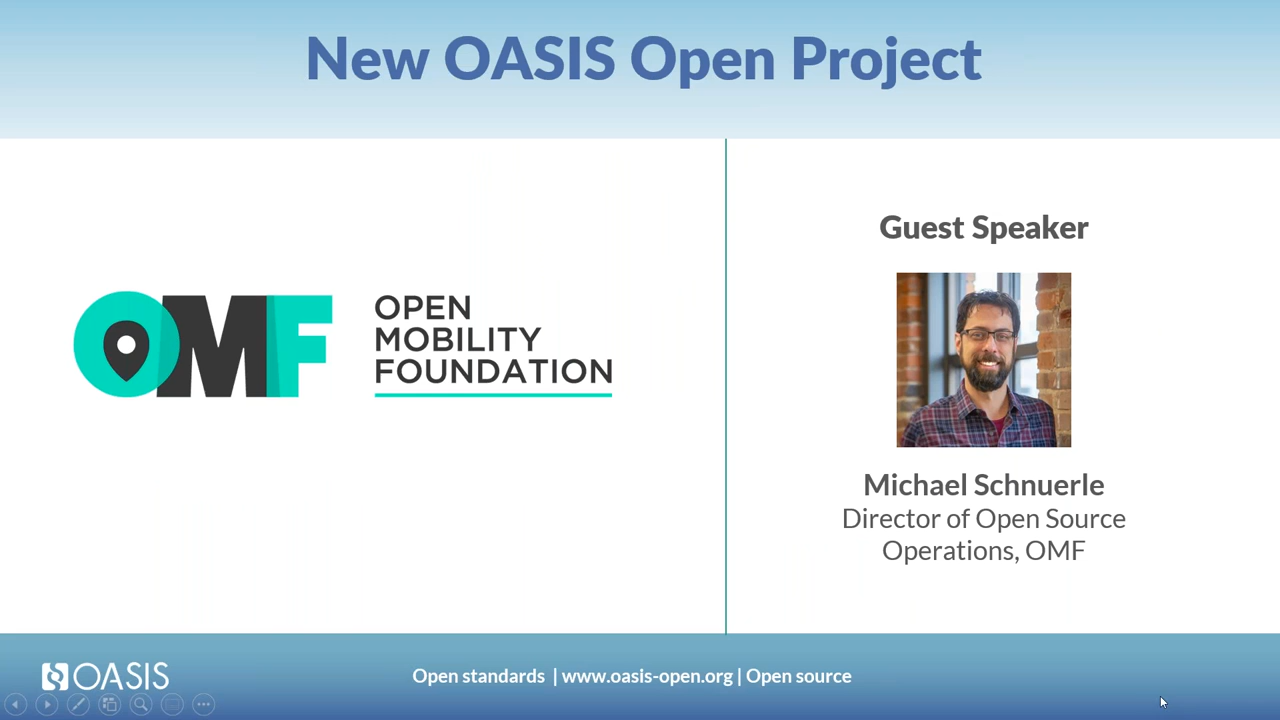 New OASIS Open Project
OMF
OPEN
MOBILITY
FOUNDATION
Guest Speaker
Michael Schnuerle
Director of Open Source
Operations, OMF
OASIS
Open standards | www.oasis-open.org | Open source